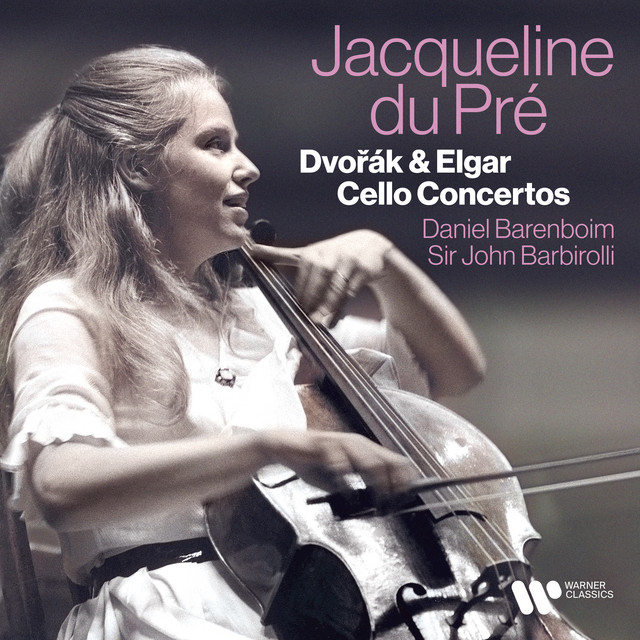 Jacqueline
du Pré
Dvořák & Elgar
Cello Concertos
Daniel Barenboim
Sir John Barbirolli
WARNER
CLASSICS